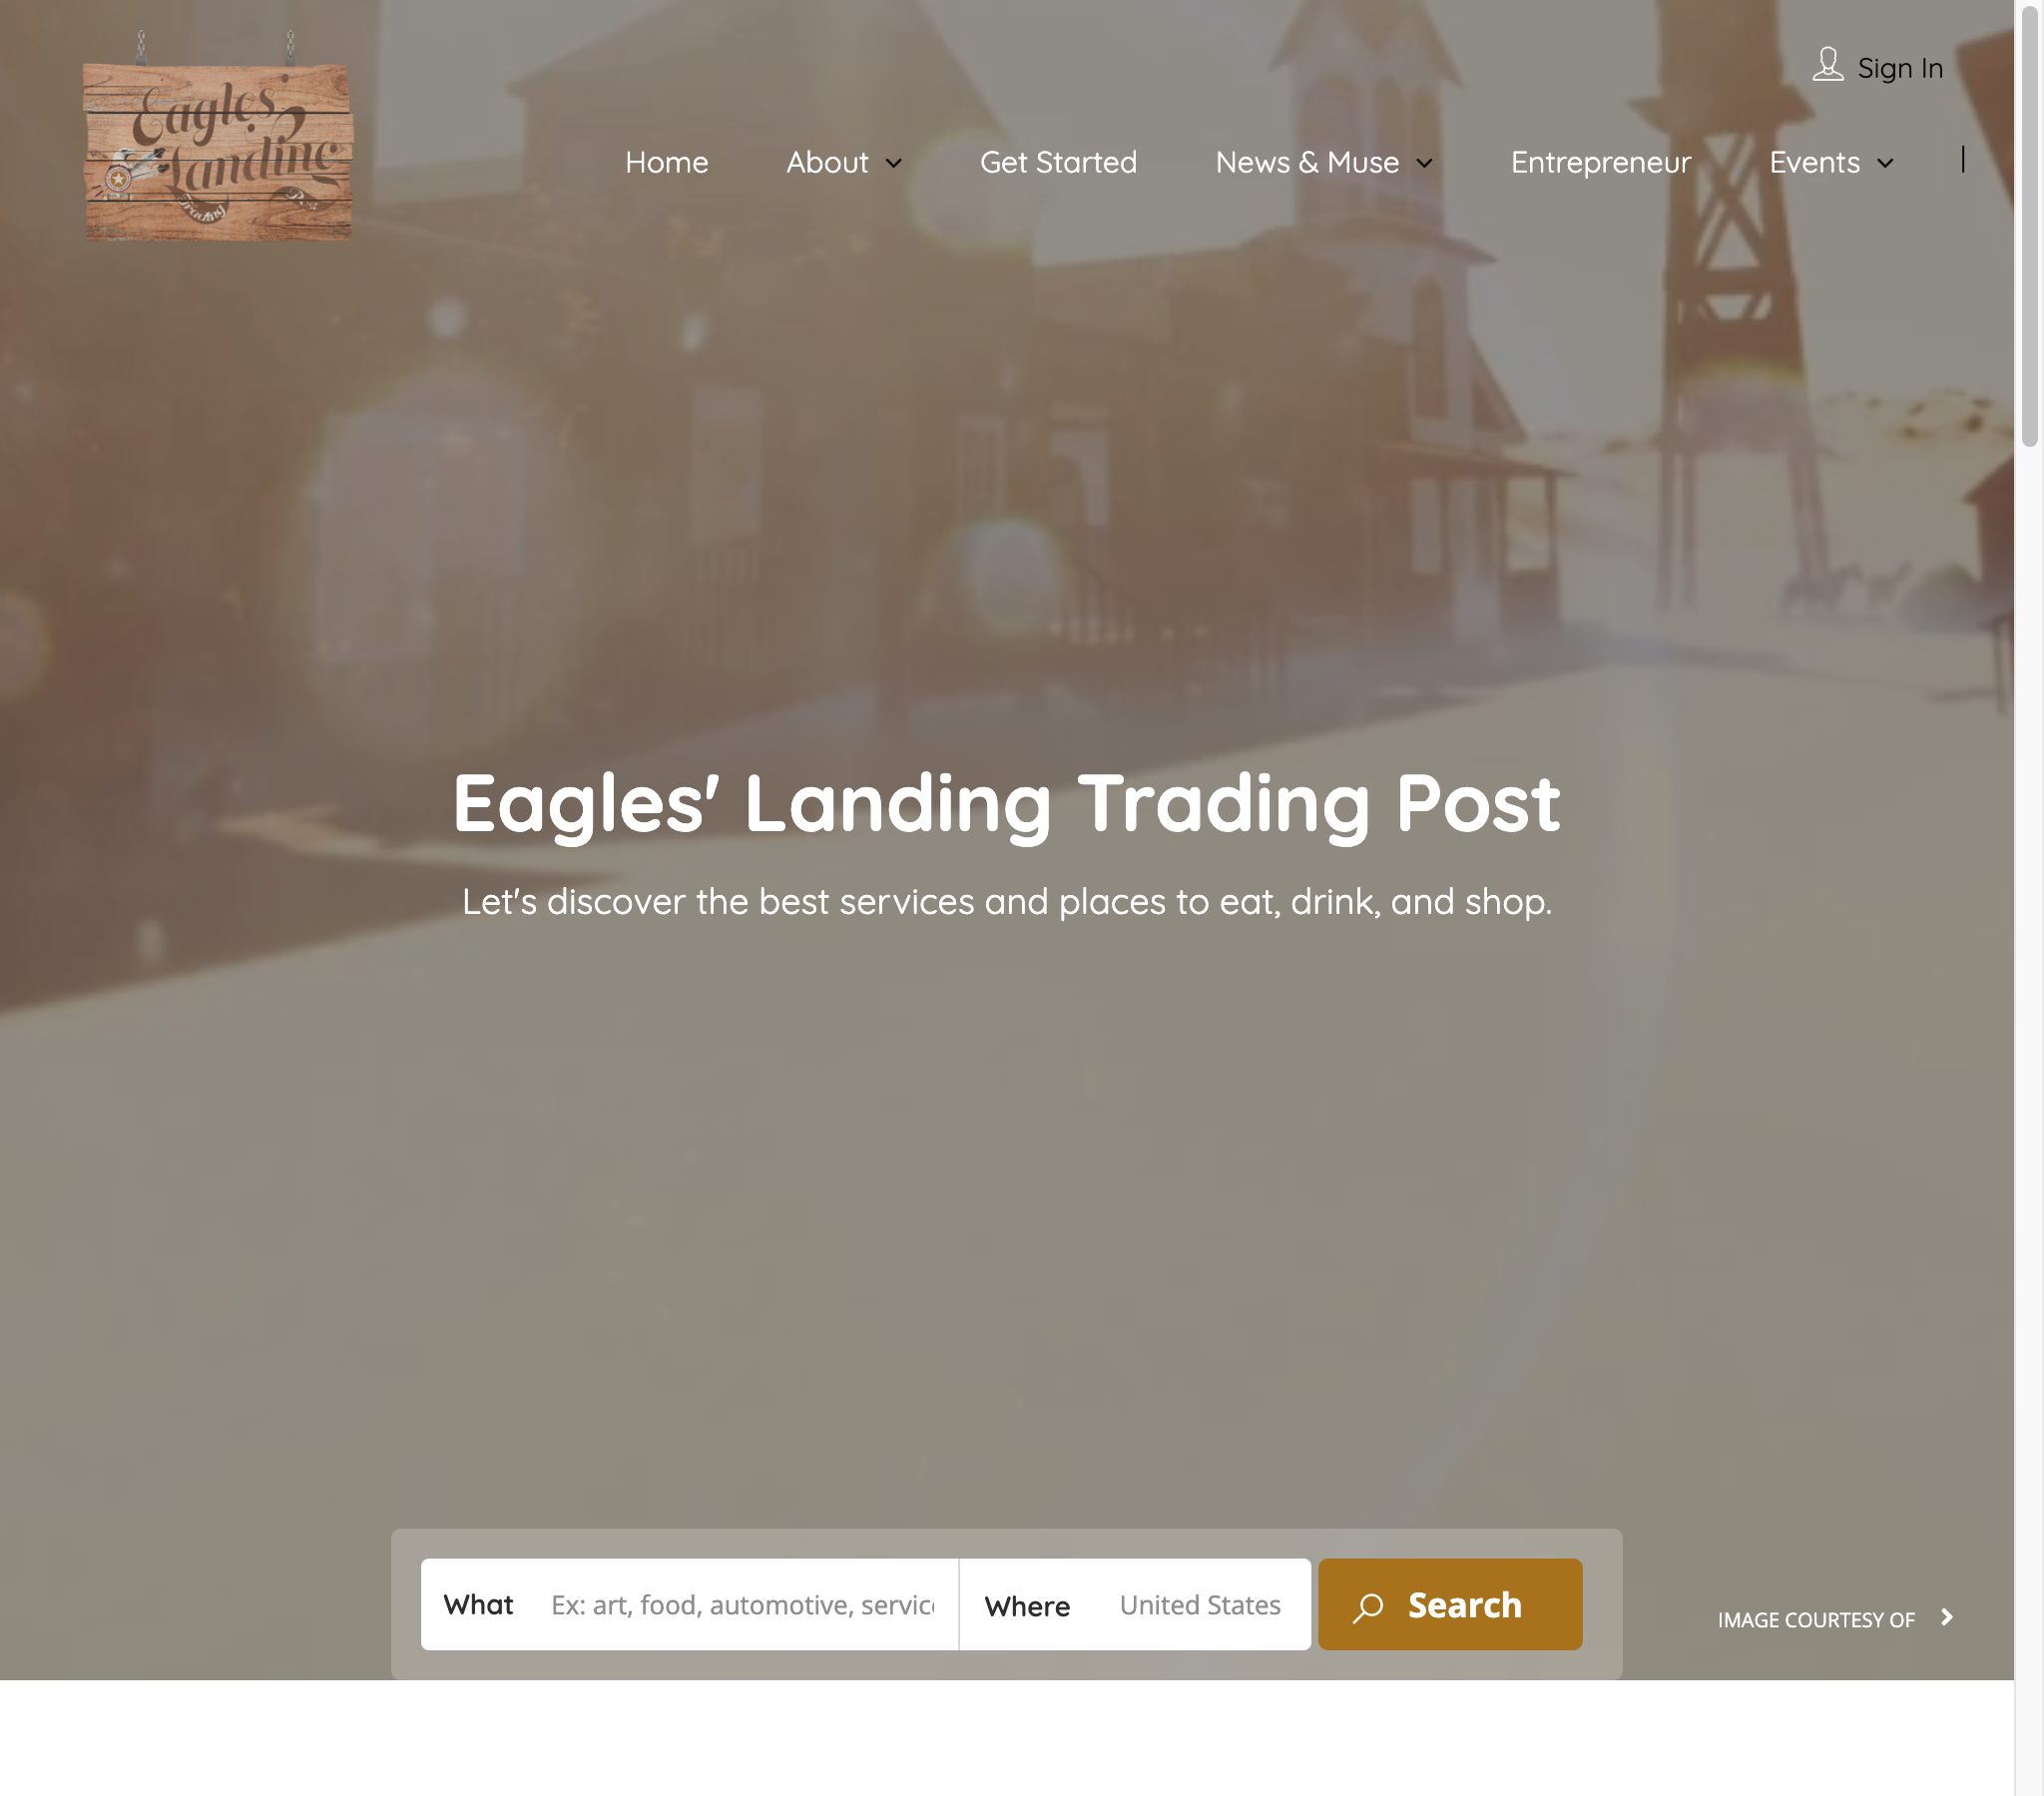 Eagles'
Landing
Trading Post
Sign In
Home About Get Started News & Muse Entrepreneur Events
Eagles' Landing Trading Post
Let's discover the best services and places to eat, drink, and shop.
What Ex: art, food, automotive, servic Where United States Search
IMAGE COURTESY OF